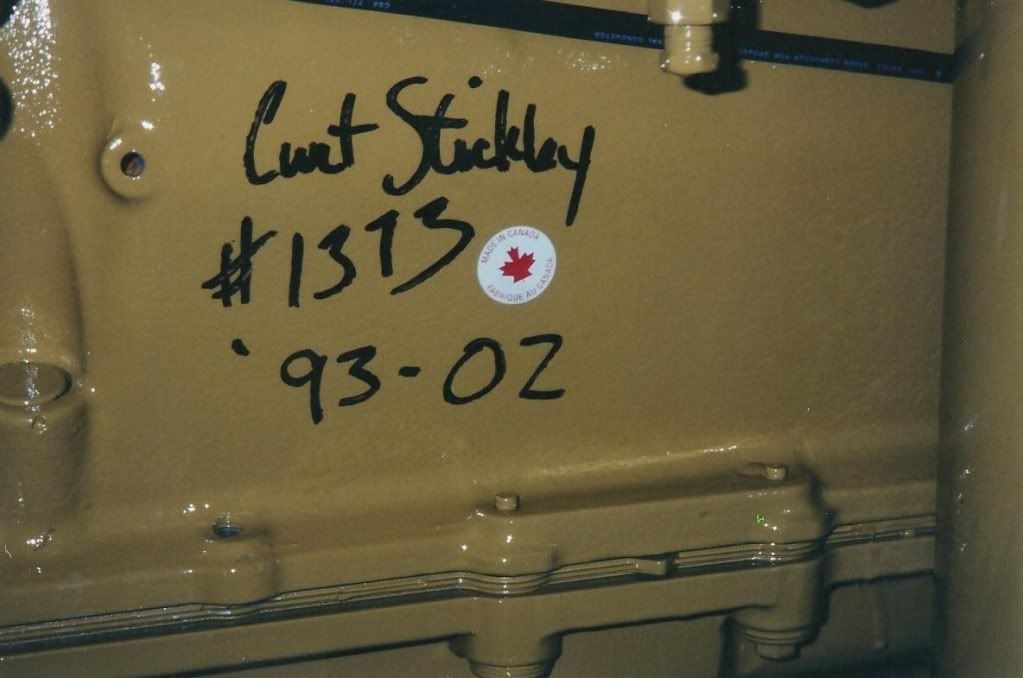 Curt Stickley
#1373
MADE IN CANADA
FABRIQUÉ AU CANADA
'93-02